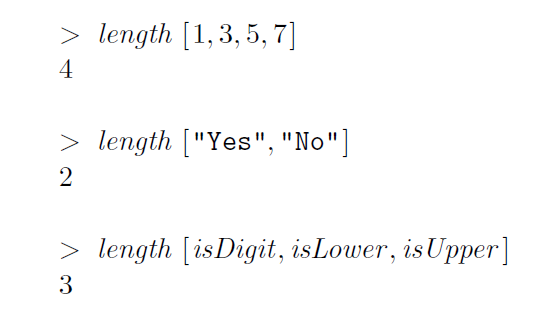 > length [1, 3, 5, 7]
4
> length ["Yes", "No"]
2
> length [isDigit, isLower, isUpper]
3